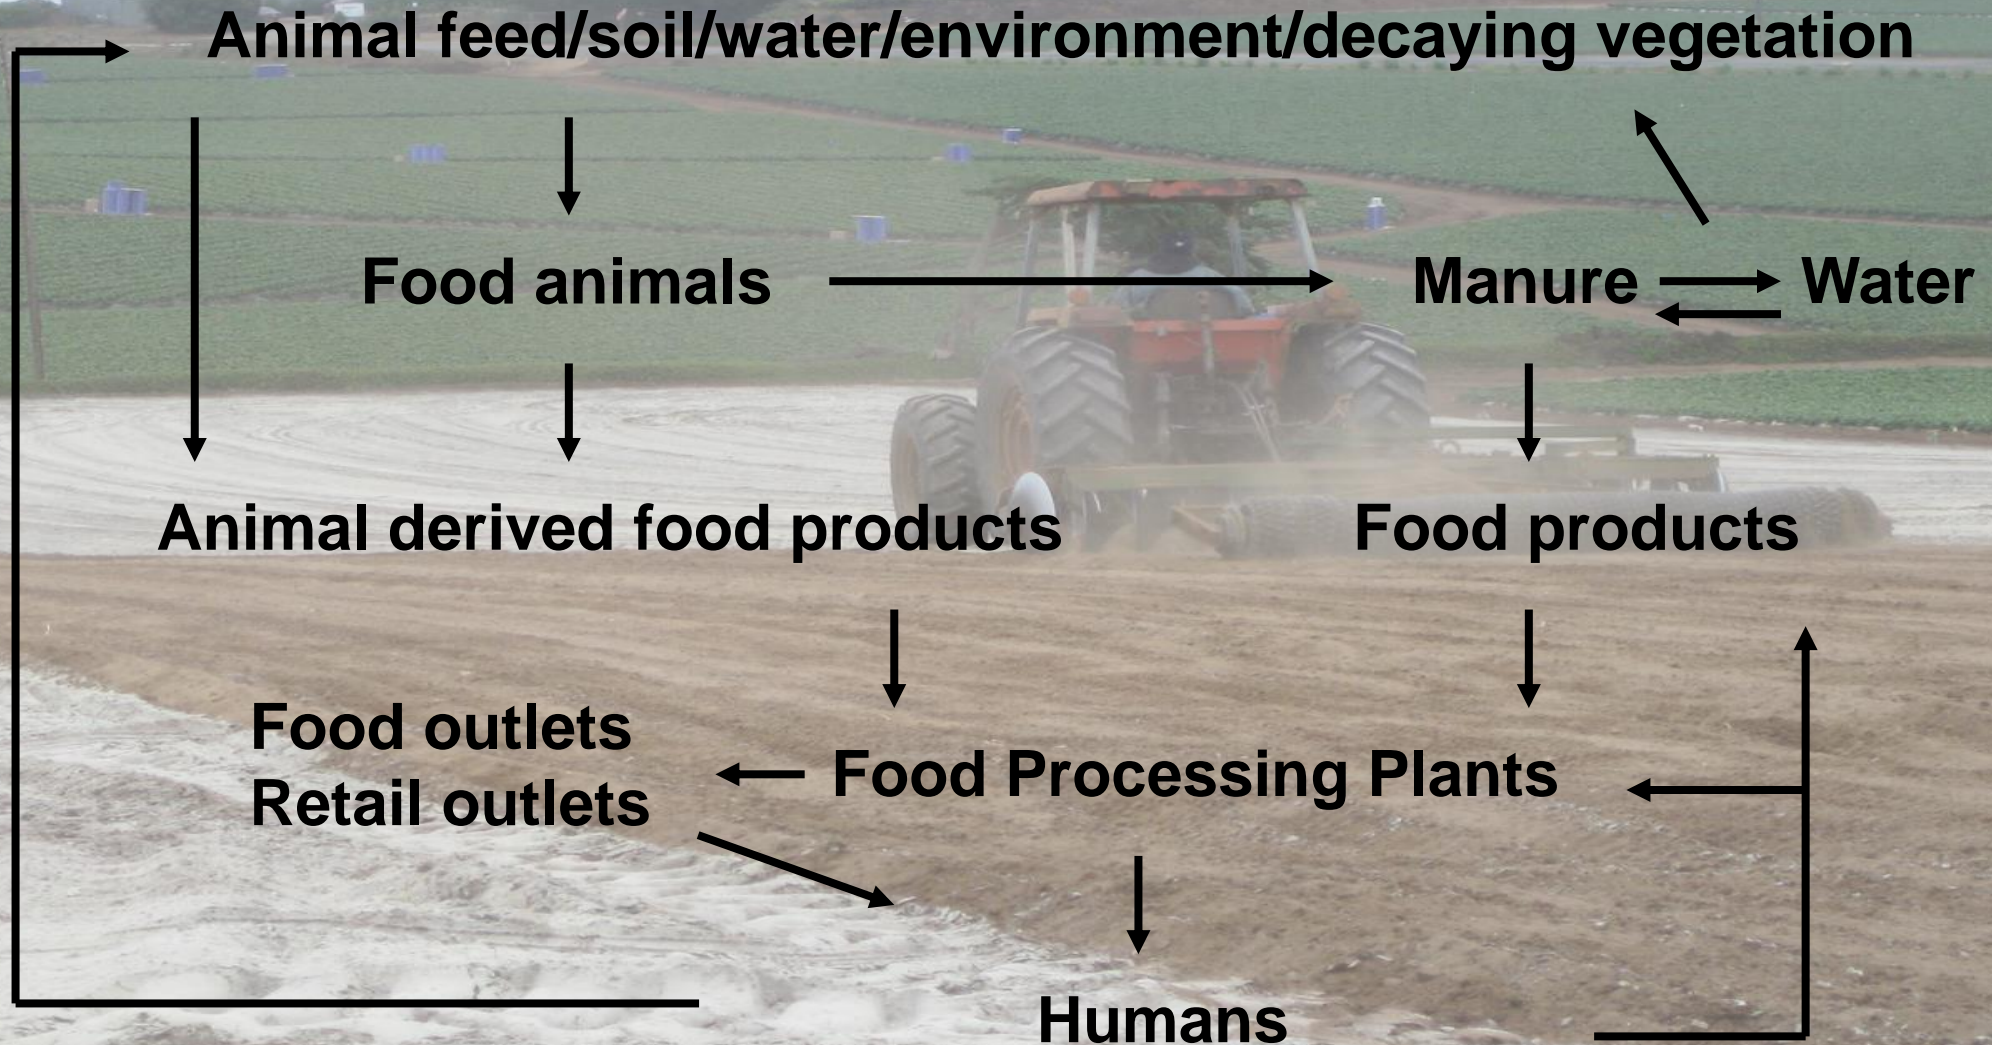 Animal feed/soil/water/environment/decaying vegetation
Food animals
Manure
Water
Animal derived food products
Food products
Food outlets
Retail outlets
Food Processing Plants
Humans